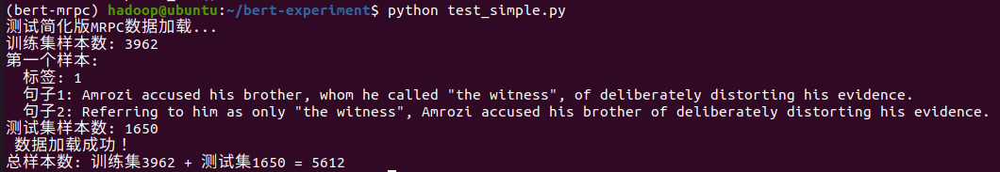 (bert-mrpc) hadoop@ubuntu:~/bert-experiment$ python test_simple.py
测试简化版MRPC数据加载...
训练集样本数: 3962
第一个样本:
  标签: 1
  句子1: Amrozi accused his brother, whom he called "the witness", of deliberately distorting his evidence.
  句子2: Referring to him as only "the witness", Amrozi accused his brother of deliberately distorting his evidence.
测试集样本数: 1650
 数据加载成功！
总样本数: 训练集3962 + 测试集1650 = 5612